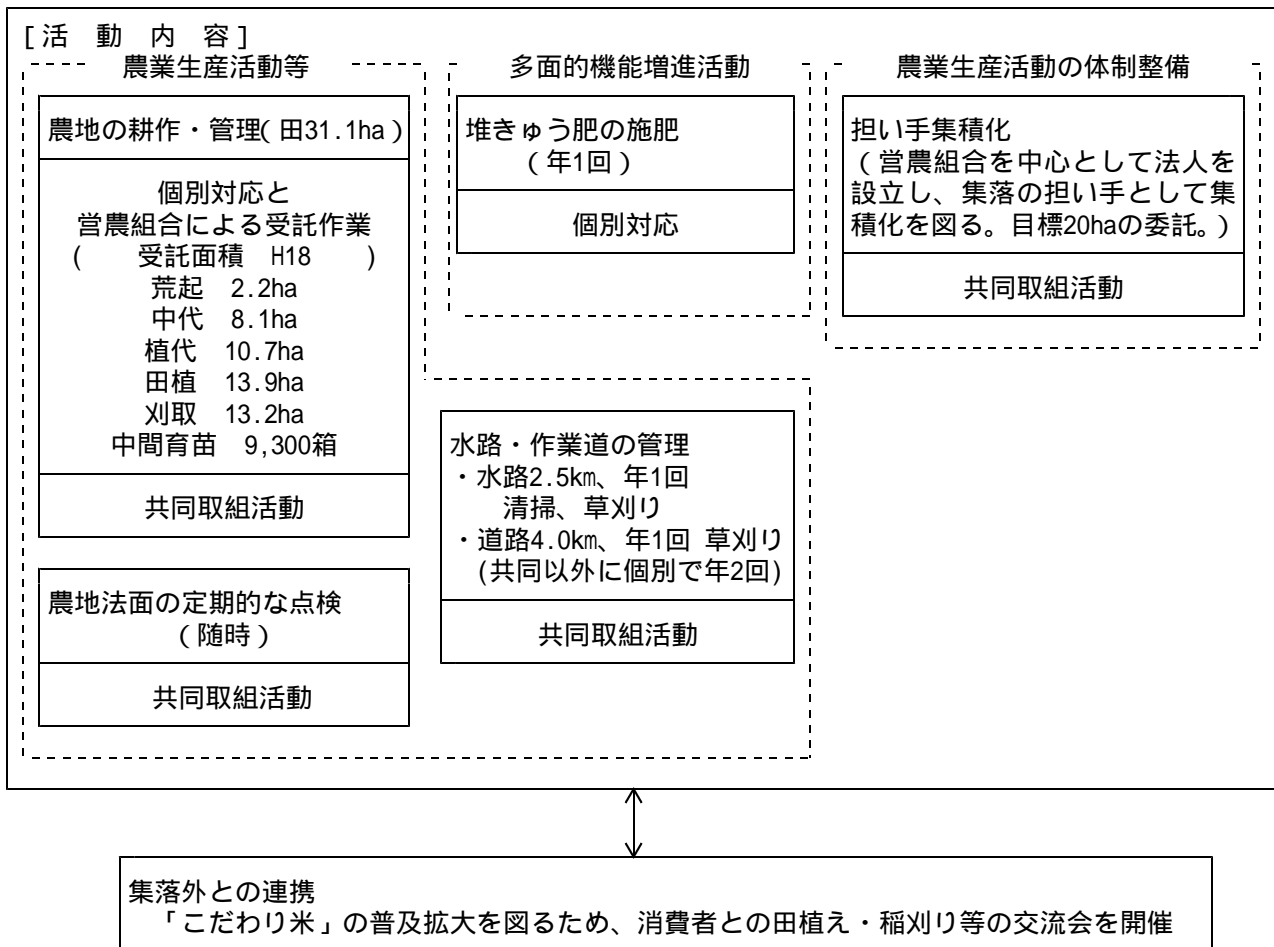 [活 動 内 容]
農業生産活動等
農地の耕作・管理(田31.1ha)
個別対応と
営農組合による受託作業
( 受託面積 H18 )
荒起 2.2ha
中代 8.1ha
植代 10.7ha
田植 13.9ha
刈取 13.2ha
中間育苗 9,300箱
共同取組活動
農地法面の定期的な点検
(随時)
共同取組活動
水路・作業道の管理
・水路2.5km、年1回
清掃、草刈り
・道路4.0km、年1回 草刈り
(共同以外に個別で年2回)
共同取組活動
多面的機能増進活動
堆きゅう肥の施肥
(年1回)
個別対応
農業生産活動の体制整備
担い手集積化
(営農組合を中心として法人を
設立し、集落の担い手として集
積化を図る。目標20haの委託。)
共同取組活動
集落外との連携
「こだわり米」の普及拡大を図るため、消費者との田植え・稲刈り等の交流会を開催